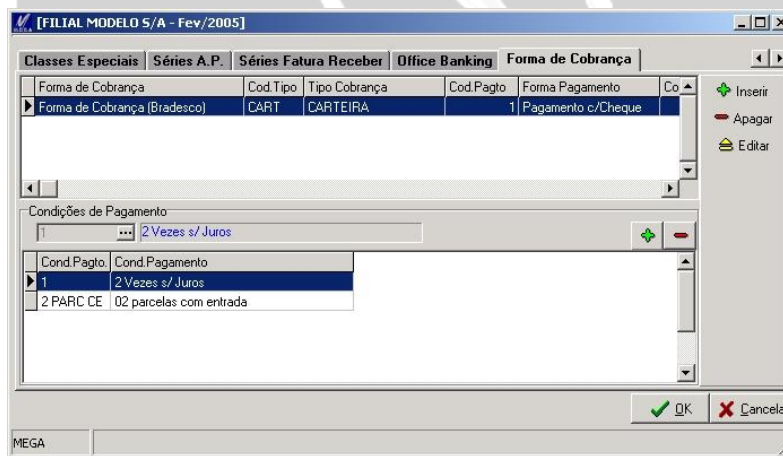 [FILIAL MODELO S/A - Fev/2005]
Classes Especiais Séries A.P. Séries Fatura Receber Office Banking Forma de Cobrança
Forma de Cobrança Cod.Tipo Tipo Cobrança Cod.Pagto Forma Pagamento Co
Forma de Cobrança (Bradesco) CART CARTEIRA 1 Pagamento c/Cheque
Inserir
Apagar
Editar
Condições de Pagamento
1 ... 2 Vezes s/ Juros
Cond.Pagto. Cond.Pagamento
1 2 Vezes s/ Juros
2 PARC CE 02 parcelas com entrada
OK Cancela
MEGA